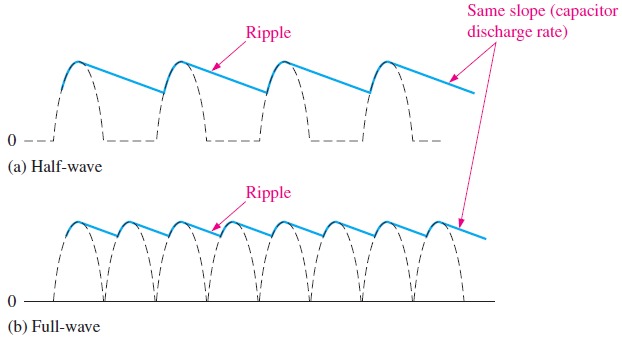 Same slope (capacitor
discharge rate)
Ripple
0
(a) Half-wave
Ripple
0
(b) Full-wave